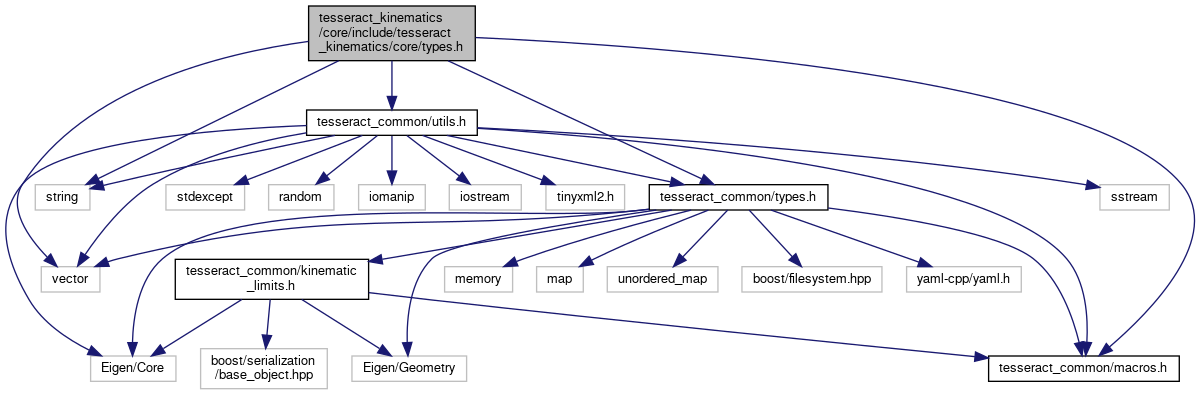 tesseract_kinematics
/core/include/tesseract
_kinematics/core/types.h
tesseract_common/utils.h
string
stdexcept
random
iomanip
iostream
tinyxml2.h
tesseract_common/types.h
sstream
vector
tesseract_common/kinematic
_limits.h
memory
map
unordered_map
boost/filesystem.hpp
yaml-cpp/yaml.h
Eigen/Core
boost/serialization
/base_object.hpp
Eigen/Geometry
tesseract_common/macros.h